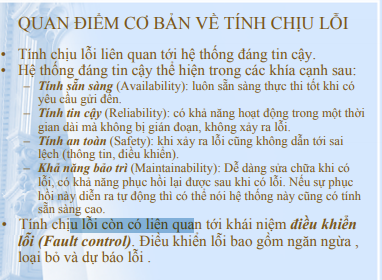 QUAN ĐIỂM CƠ BẢN VỀ TÍNH CHỊU LỖI
• Tính chịu lỗi liên quan tới hệ thống đáng tin cậy.
• Hệ thống đáng tin cậy thể hiện trong các khía cạnh sau:
– Tính sẵn sàng (Availability): luôn sẵn sàng thực thi tốt khi có
yêu cầu gửi đến.
– Tính tin cậy (Reliability): có khả năng hoạt động trong một thời
gian dài mà không bị gián đoạn, không xảy ra lỗi.
– Tính an toàn (Safety): khi xảy ra lỗi cũng không dẫn tới sai
lệch (thông tin, điều khiển).
– Khả năng bảo trì (Maintainability): Dễ dàng sửa chữa khi có
lỗi, có khả năng phục hồi lại được sau khi có lỗi. Nếu sự phục
hồi này diễn ra tự động thì có thể nói hệ thống này cũng có tính
sẵn sàng cao.
• Tính chịu lỗi còn có liên quan tới khái niệm điều khiển
lỗi (Fault control). Điều khiển lỗi bao gồm ngăn ngừa ,
loại bỏ và dự báo lỗi .